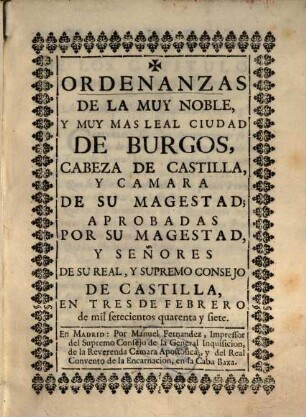 ✠
ORDENANZAS
DE LA MUY NOBLE,
Y MUY MAS LEAL CIUDAD
DE BURGOS,
CABEZA DE CASTILLA,
Y CAMARA
DE SU MAGESTAD;
APROBADAS
POR SU MAGESTAD,
Y SEÑORES
DE SU REAL, Y SUPREMO CONSEJO
DE CASTILLA,
EN TRES DE FEBRERO
de mil setecientos quarenta y siete.
En MADRID: Por Manuel Fernandez, Impressor
del Supremo Consejo de la General Inquisicion,
de la Reverenda Camara Apostolica, y del Real
Convento de la Encarnacion, en la Caba Baxa.